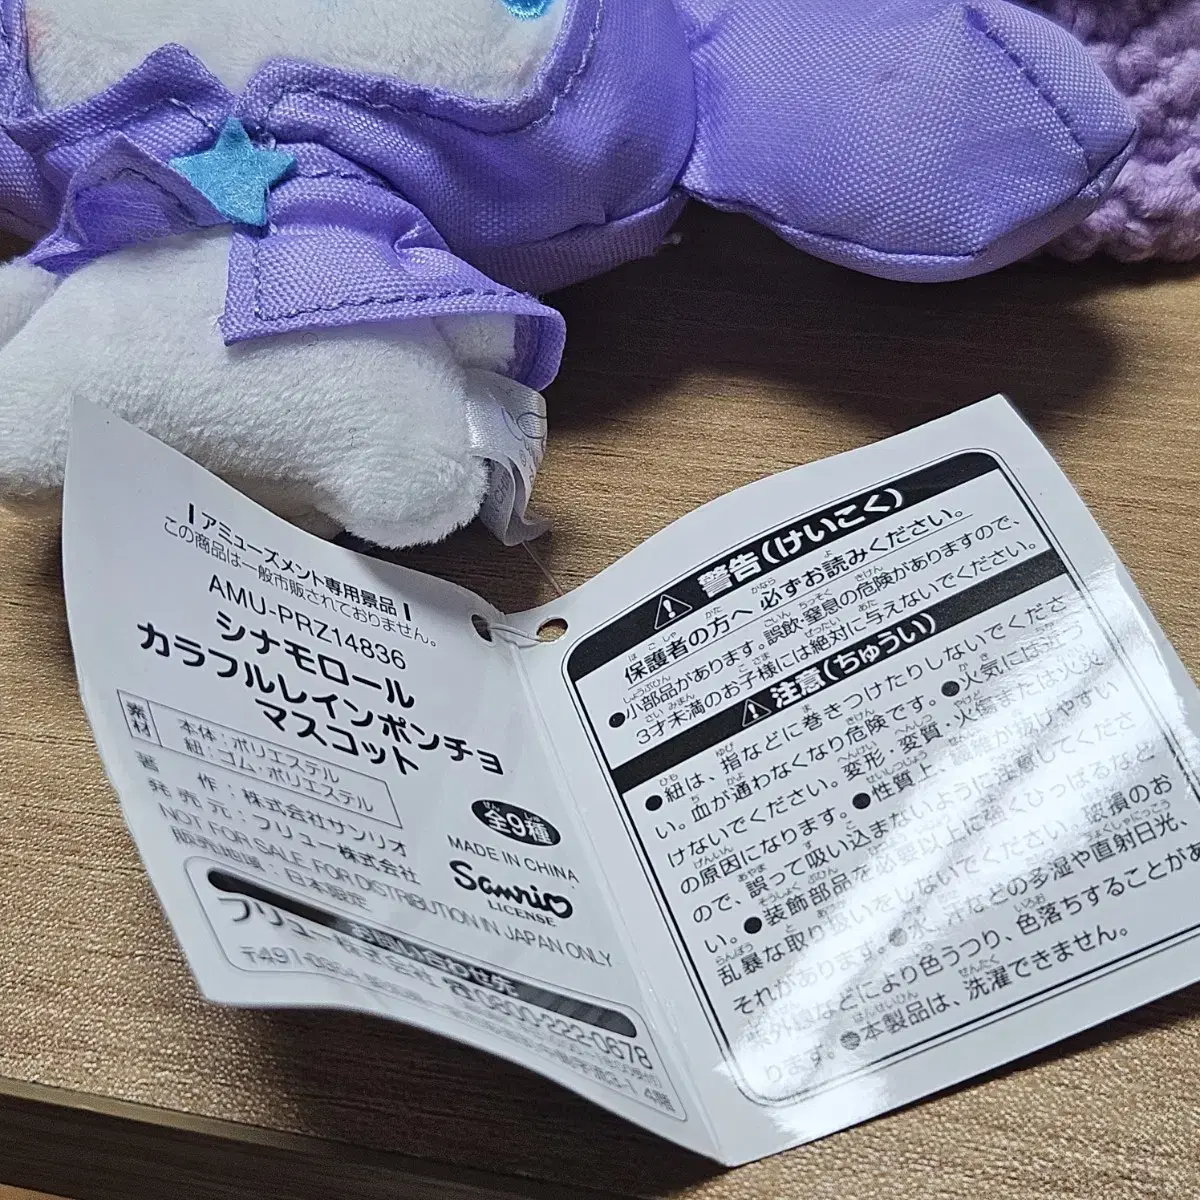 アミューズメント専用景品
この商品は一般市販されておりません。
AMU-PRZ14836
シナモロール
カラフルレインポンチョ
マスコット
素材
本体：ポリエステル
紐：ゴム・ポリエステル
著作：株式会社サンリオ
発売元：フリュー株式会社
販売地域：日本限定
NOT FOR SALE FOR DISTRIBUTION IN JAPAN ONLY
全9種
MADE IN CHINA
Sanrio
LICENSE
お問い合わせ先
フリュー株式会社 ☎0800-222-0678
警告(けいこく)
保護者の方へ 必ずお読みください。
●小部品があります。誤飲・窒息の危険がありますので、
3才未満のお子様には絶対に与えないでください。
注意(ちゅうい)
●紐は、指などに巻きつけたりしないでくださ
い。血が通わなくなり危険です。●火気には近づ
けないでください。変形・変質・火気または火災
の原因になります。●性質上、
ので、誤って吸い込まないように注意してくださ
い。●装飾部品を必要以上に強くひっぱるなど
乱暴な取り扱いをしないでください。破損のお
それがあります。●水、汗などの多湿や直射日光、
紫外線などにより色うつり、色落ちすることがあ
ります。●本製品は、洗濯できません。